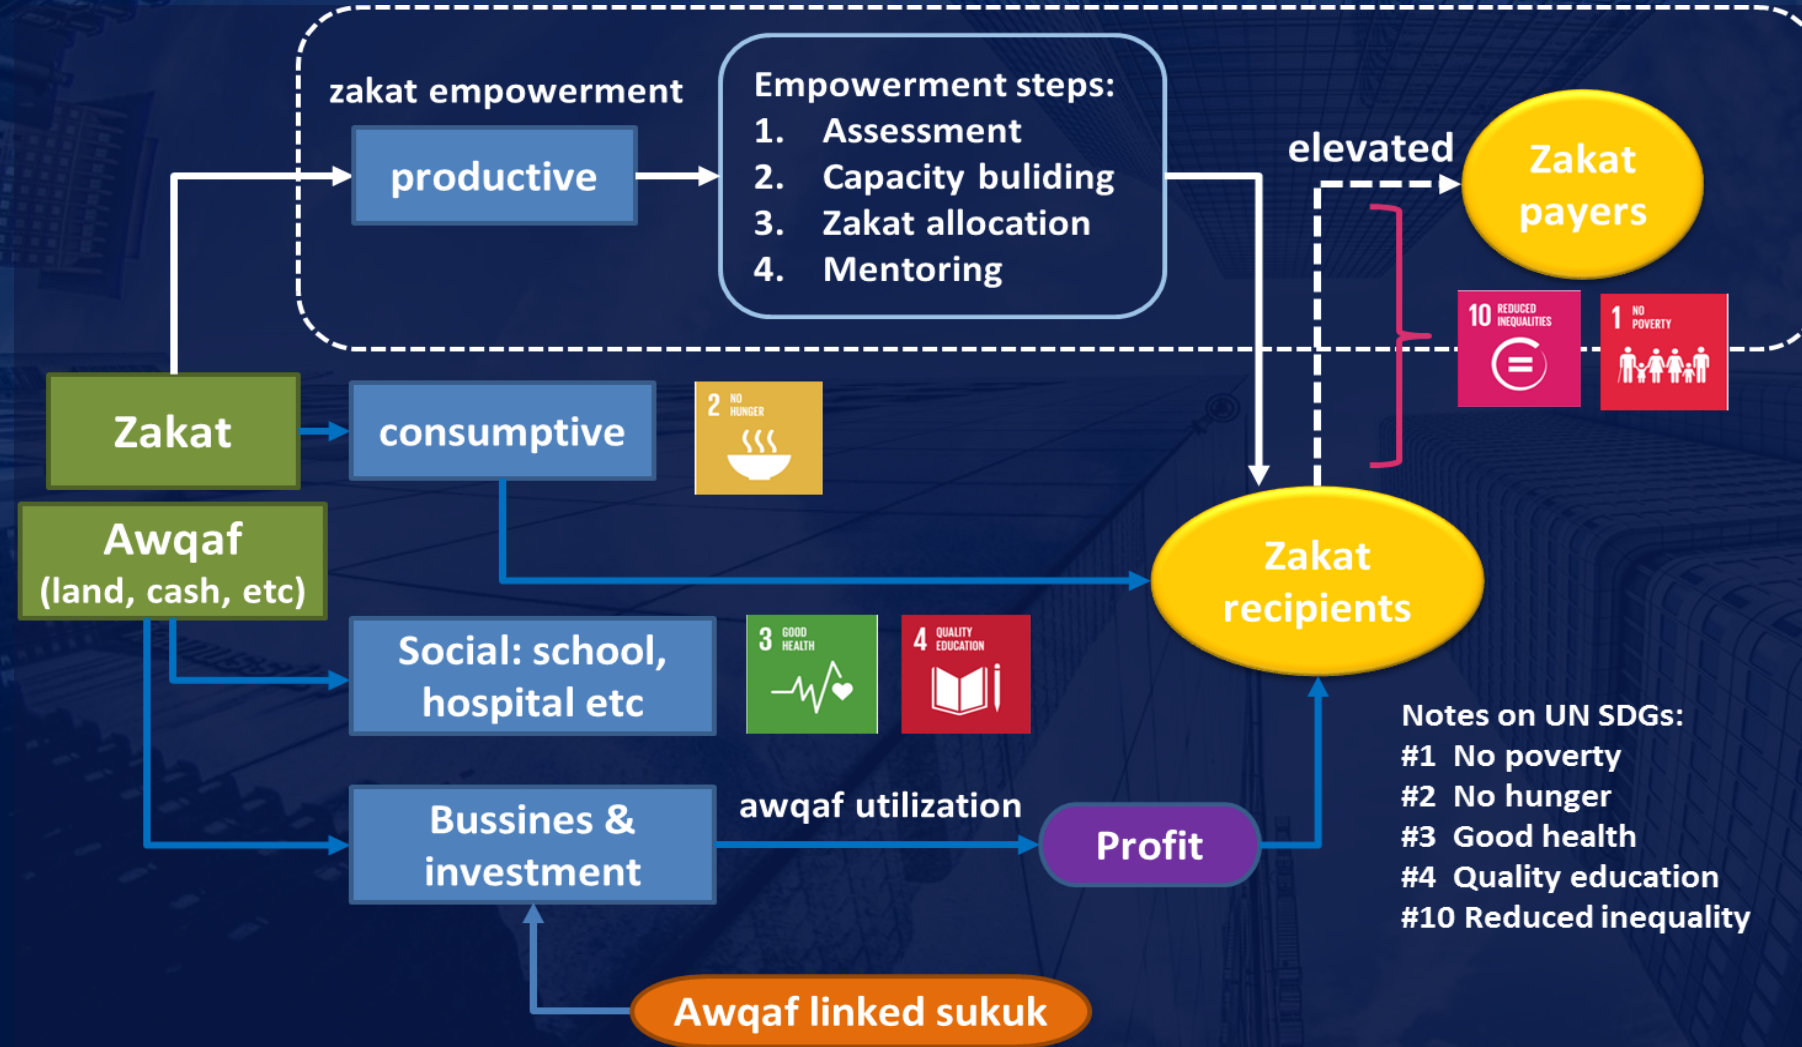 zakat empowerment
productive
Empowerment steps:
1. Assessment
2. Capacity buliding
3. Zakat allocation
4. Mentoring
elevated
Zakat
payers
10 REDUCED
INEQUALITIES
1 NO
POVERTY
Zakat
consumptive
2 NO
HUNGER
Awqaf
(land, cash, etc)
Zakat
recipients
Social: school,
hospital etc
3 GOOD
HEALTH
4 QUALITY
EDUCATION
Notes on UN SDGs:
#1 No poverty
#2 No hunger
#3 Good health
#4 Quality education
#10 Reduced inequality
Bussines &
investment
awqaf utilization
Profit
Awqaf linked sukuk